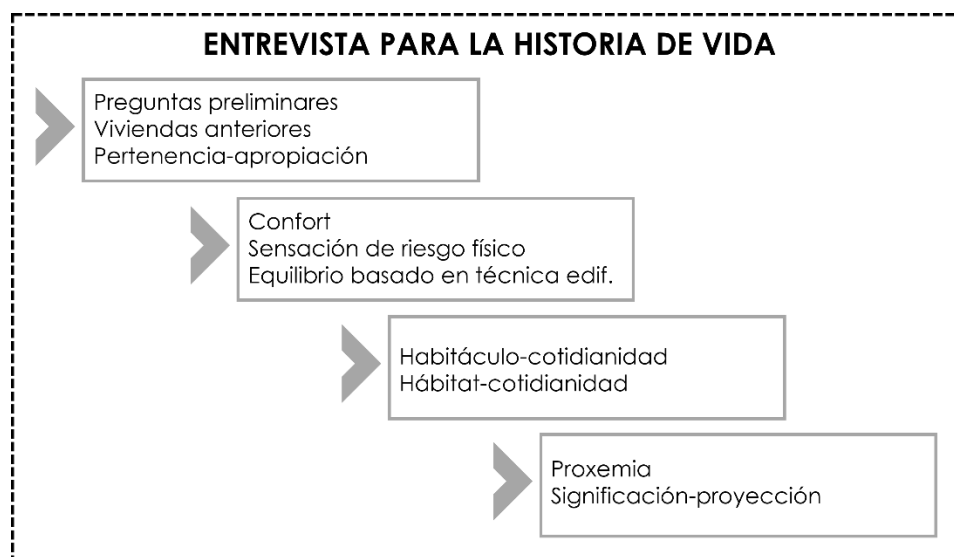 ENTREVISTA PARA LA HISTORIA DE VIDA
Preguntas preliminares
Viviendas anteriores
Pertenencia-apropiación
Confort
Sensación de riesgo físico
Equilibrio basado en técnica edif.
Habitáculo-cotidianidad
Hábitat-cotidianidad
Proxemia
Significación-proyección